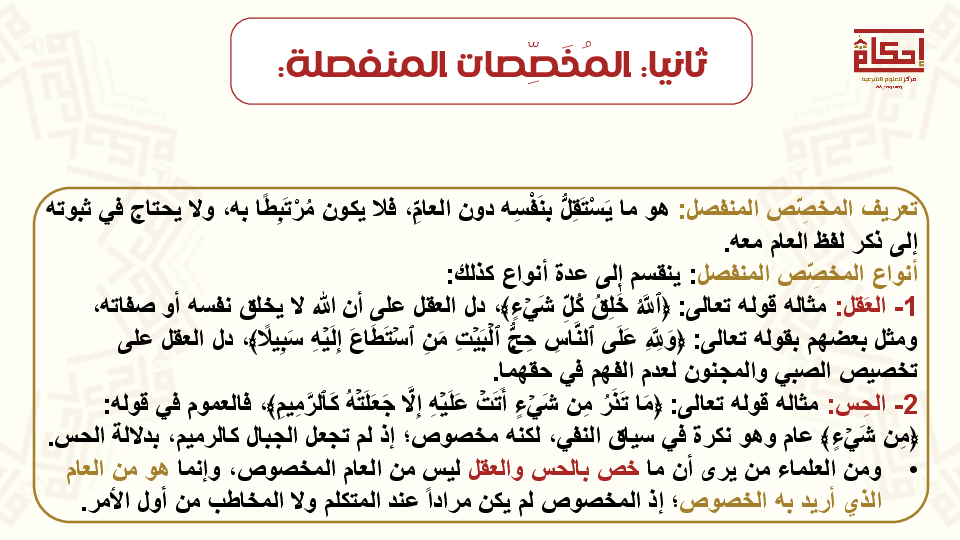 إحكام
مركز للعلوم الشرعية
ثانيا: المُخَصِّصات المنفصلة:
تعريف المخصِّص المنفصل: هو ما يَسْتَقِلُّ بنَفْسِه دون العامِّ، فلا يكون مُرْتَبِطًا به، ولا يحتاج في ثبوته
إلى ذكر لفظ العام معه.
أنواع المخصِّص المنفصل: ينقسم إلى عدة أنواع كذلك:
1- العَقل: مثاله قوله تعالى: ﴿ٱللَّهُ خَٰلِقُ كُلِّ شَيۡءٍ﴾، دل العقل على أن الله لا يخلق نفسه أو صفاته،
ومثل بعضهم بقوله تعالى: ﴿وَلِلَّهِ عَلَى ٱلنَّاسِ حِجُّ ٱلۡبَيۡتِ مَنِ ٱسۡتَطَاعَ إِلَيۡهِ سَبِيلًا﴾، دل العقل على
تخصيص الصبي والمجنون لعدم الفهم في حقهما.
2- الحِس: مثاله قوله تعالى: ﴿مَا تَذَرُ مِن شَيۡءٍ أَتَتۡ عَلَيۡهِ إِلَّا جَعَلَتۡهُ كَٱلرَّمِيمِ﴾، فالعموم في قوله:
﴿مِن شَيۡءٍ﴾ عام وهو نكرة في سياق النفي، لكنه مخصوص؛ إذ لم تجعل الجبال كالرميم، بدلالة الحس.
• ومن العلماء من يرى أن ما خص بالحس والعقل ليس من العام المخصوص، وإنما هو من العام
الذي أريد به الخصوص؛ إذ المخصوص لم يكن مراداً عند المتكلم ولا المخاطب من أول الأمر.